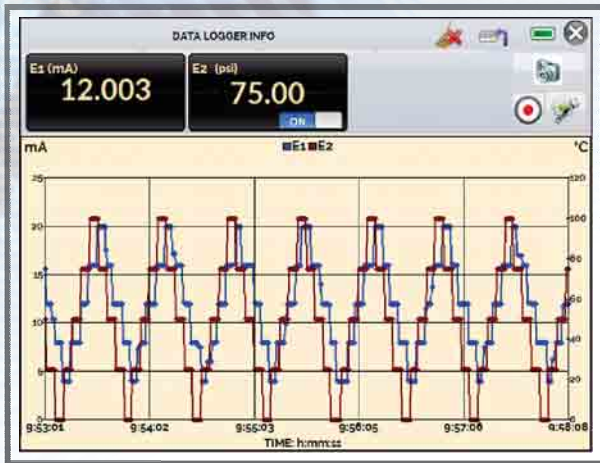 DATA LOGGER INFO
E1 (mA)
12.003
E2 (psi)
75.00
ON
mA
E1 E2
°C
25
120
20
100
15
80
60
10
40
5
20
0
0
9:53:01
9:54:02
9:55:03
9:56:05
9:57:06
9:58:08
TIME: h:mm:ss